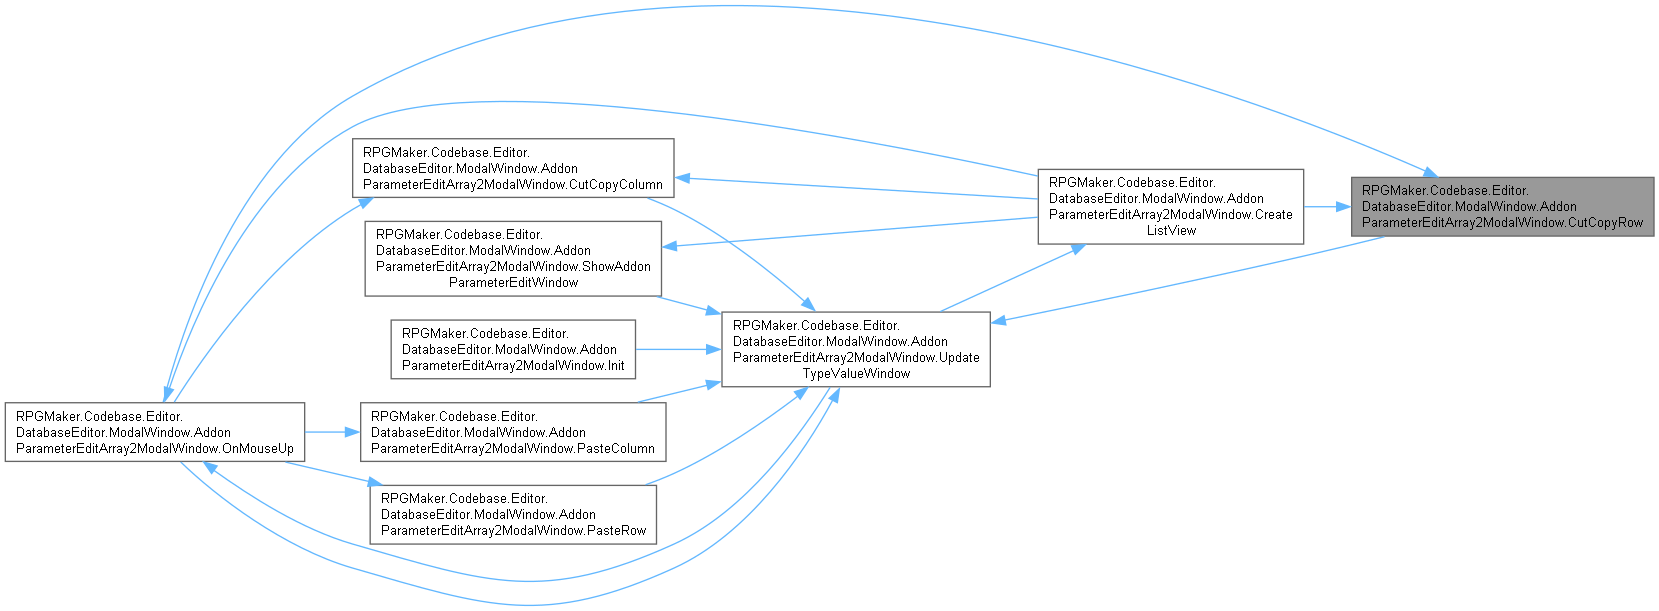 RPGMaker.Codebase.Editor.
DatabaseEditor.ModalWindow.Addon
ParameterEditArray2ModalWindow.CutCopyColumn
RPGMaker.Codebase.Editor.
DatabaseEditor.ModalWindow.Addon
ParameterEditArray2ModalWindow.Create
ListView
RPGMaker.Codebase.Editor.
DatabaseEditor.ModalWindow.Addon
ParameterEditArray2ModalWindow.CutCopyRow
RPGMaker.Codebase.Editor.
DatabaseEditor.ModalWindow.Addon
ParameterEditArray2ModalWindow.ShowAddon
ParameterEditWindow
RPGMaker.Codebase.Editor.
DatabaseEditor.ModalWindow.Addon
ParameterEditArray2ModalWindow.Init
RPGMaker.Codebase.Editor.
DatabaseEditor.ModalWindow.Addon
ParameterEditArray2ModalWindow.Update
TypeValueWindow
RPGMaker.Codebase.Editor.
DatabaseEditor.ModalWindow.Addon
ParameterEditArray2ModalWindow.OnMouseUp
RPGMaker.Codebase.Editor.
DatabaseEditor.ModalWindow.Addon
ParameterEditArray2ModalWindow.PasteColumn
RPGMaker.Codebase.Editor.
DatabaseEditor.ModalWindow.Addon
ParameterEditArray2ModalWindow.PasteRow